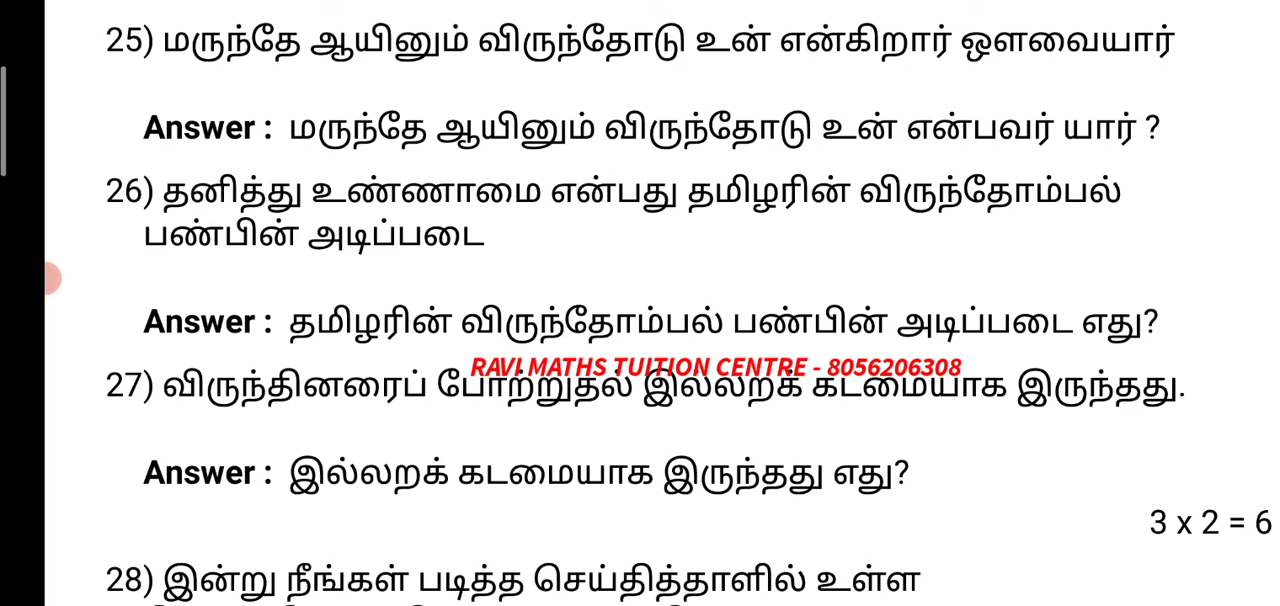 25) மருந்தே ஆயினும் விருந்தோடு உன் என்கிறார் ஔவையார்
Answer : மருந்தே ஆயினும் விருந்தோடு உன் என்பவர் யார் ?
26) தனித்து உண்ணாமை என்பது தமிழரின் விருந்தோம்பல்
பண்பின் அடிப்படை
Answer : தமிழரின் விருந்தோம்பல் பண்பின் அடிப்படை எது?
RAVI MATHS TUITION CENTRE - 8056206308
27) விருந்தினரைப் போற்றுதல் இல்லறக் கடமையாக இருந்தது.
Answer : இல்லறக் கடமையாக இருந்தது எது?
3 x 2 = 6
28) இன்று நீங்கள் படித்த செய்தித்தாளில் உள்ள